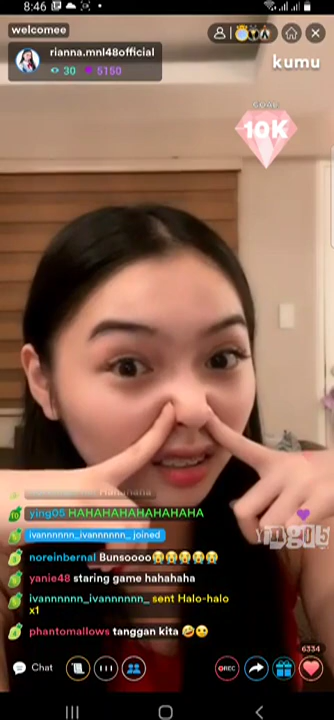 8:46
welcomee
rianna.mnl48official
30 5150
kumu
GOAL
10K
Hahahaha
ying05 HAHAHAHAHAHAHAHA
ivannnnnn_ivannnnnn_ joined
noreinbernal Bunsoooo😭😭😭😭😭
yanie48 staring game hahahaha
ivannnnnn_ivannnnnn_ sent Halo-halo
x1
phantomallows tanggan kita 🤣🤨
6334
Chat
REC